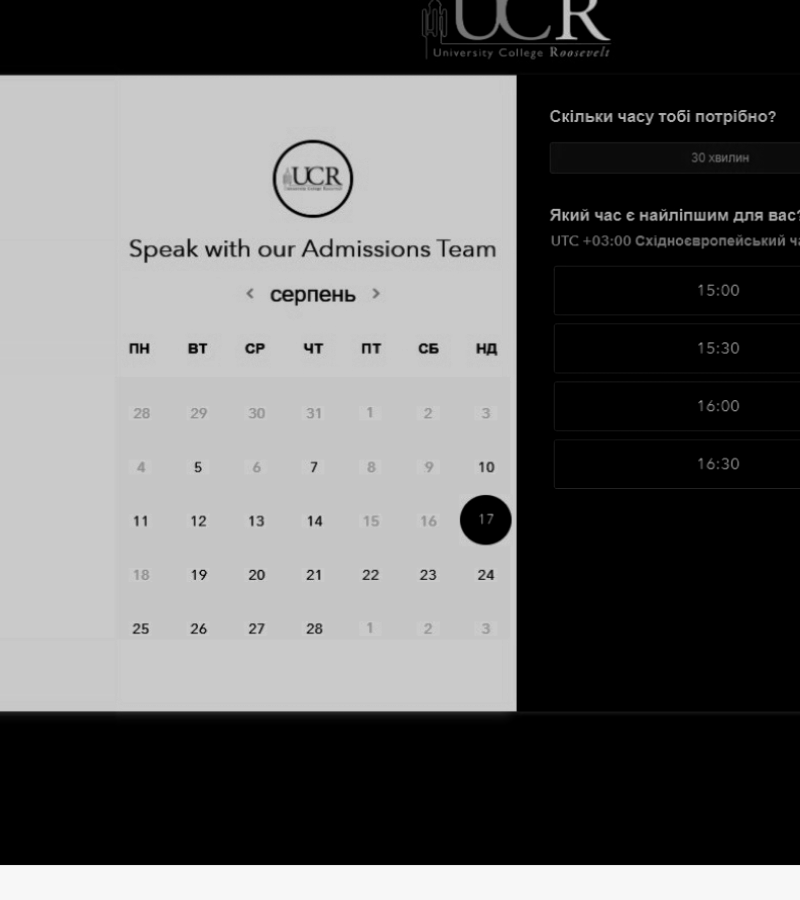 UCR
University College Roosevelt
UCR
University College Roosevelt
Speak with our Admissions Team
< серпень >
ПН ВТ СР ЧТ ПТ СБ НД
28 29 30 31 1 2 3
4 5 6 7 8 9 10
11 12 13 14 15 16 17
18 19 20 21 22 23 24
25 26 27 28 1 2 3
Скільки часу тобі потрібно?
30 хвилин
Який час є найліпшим для вас?
UTC +03:00 Східноєвропейський ча
15:00
15:30
16:00
16:30